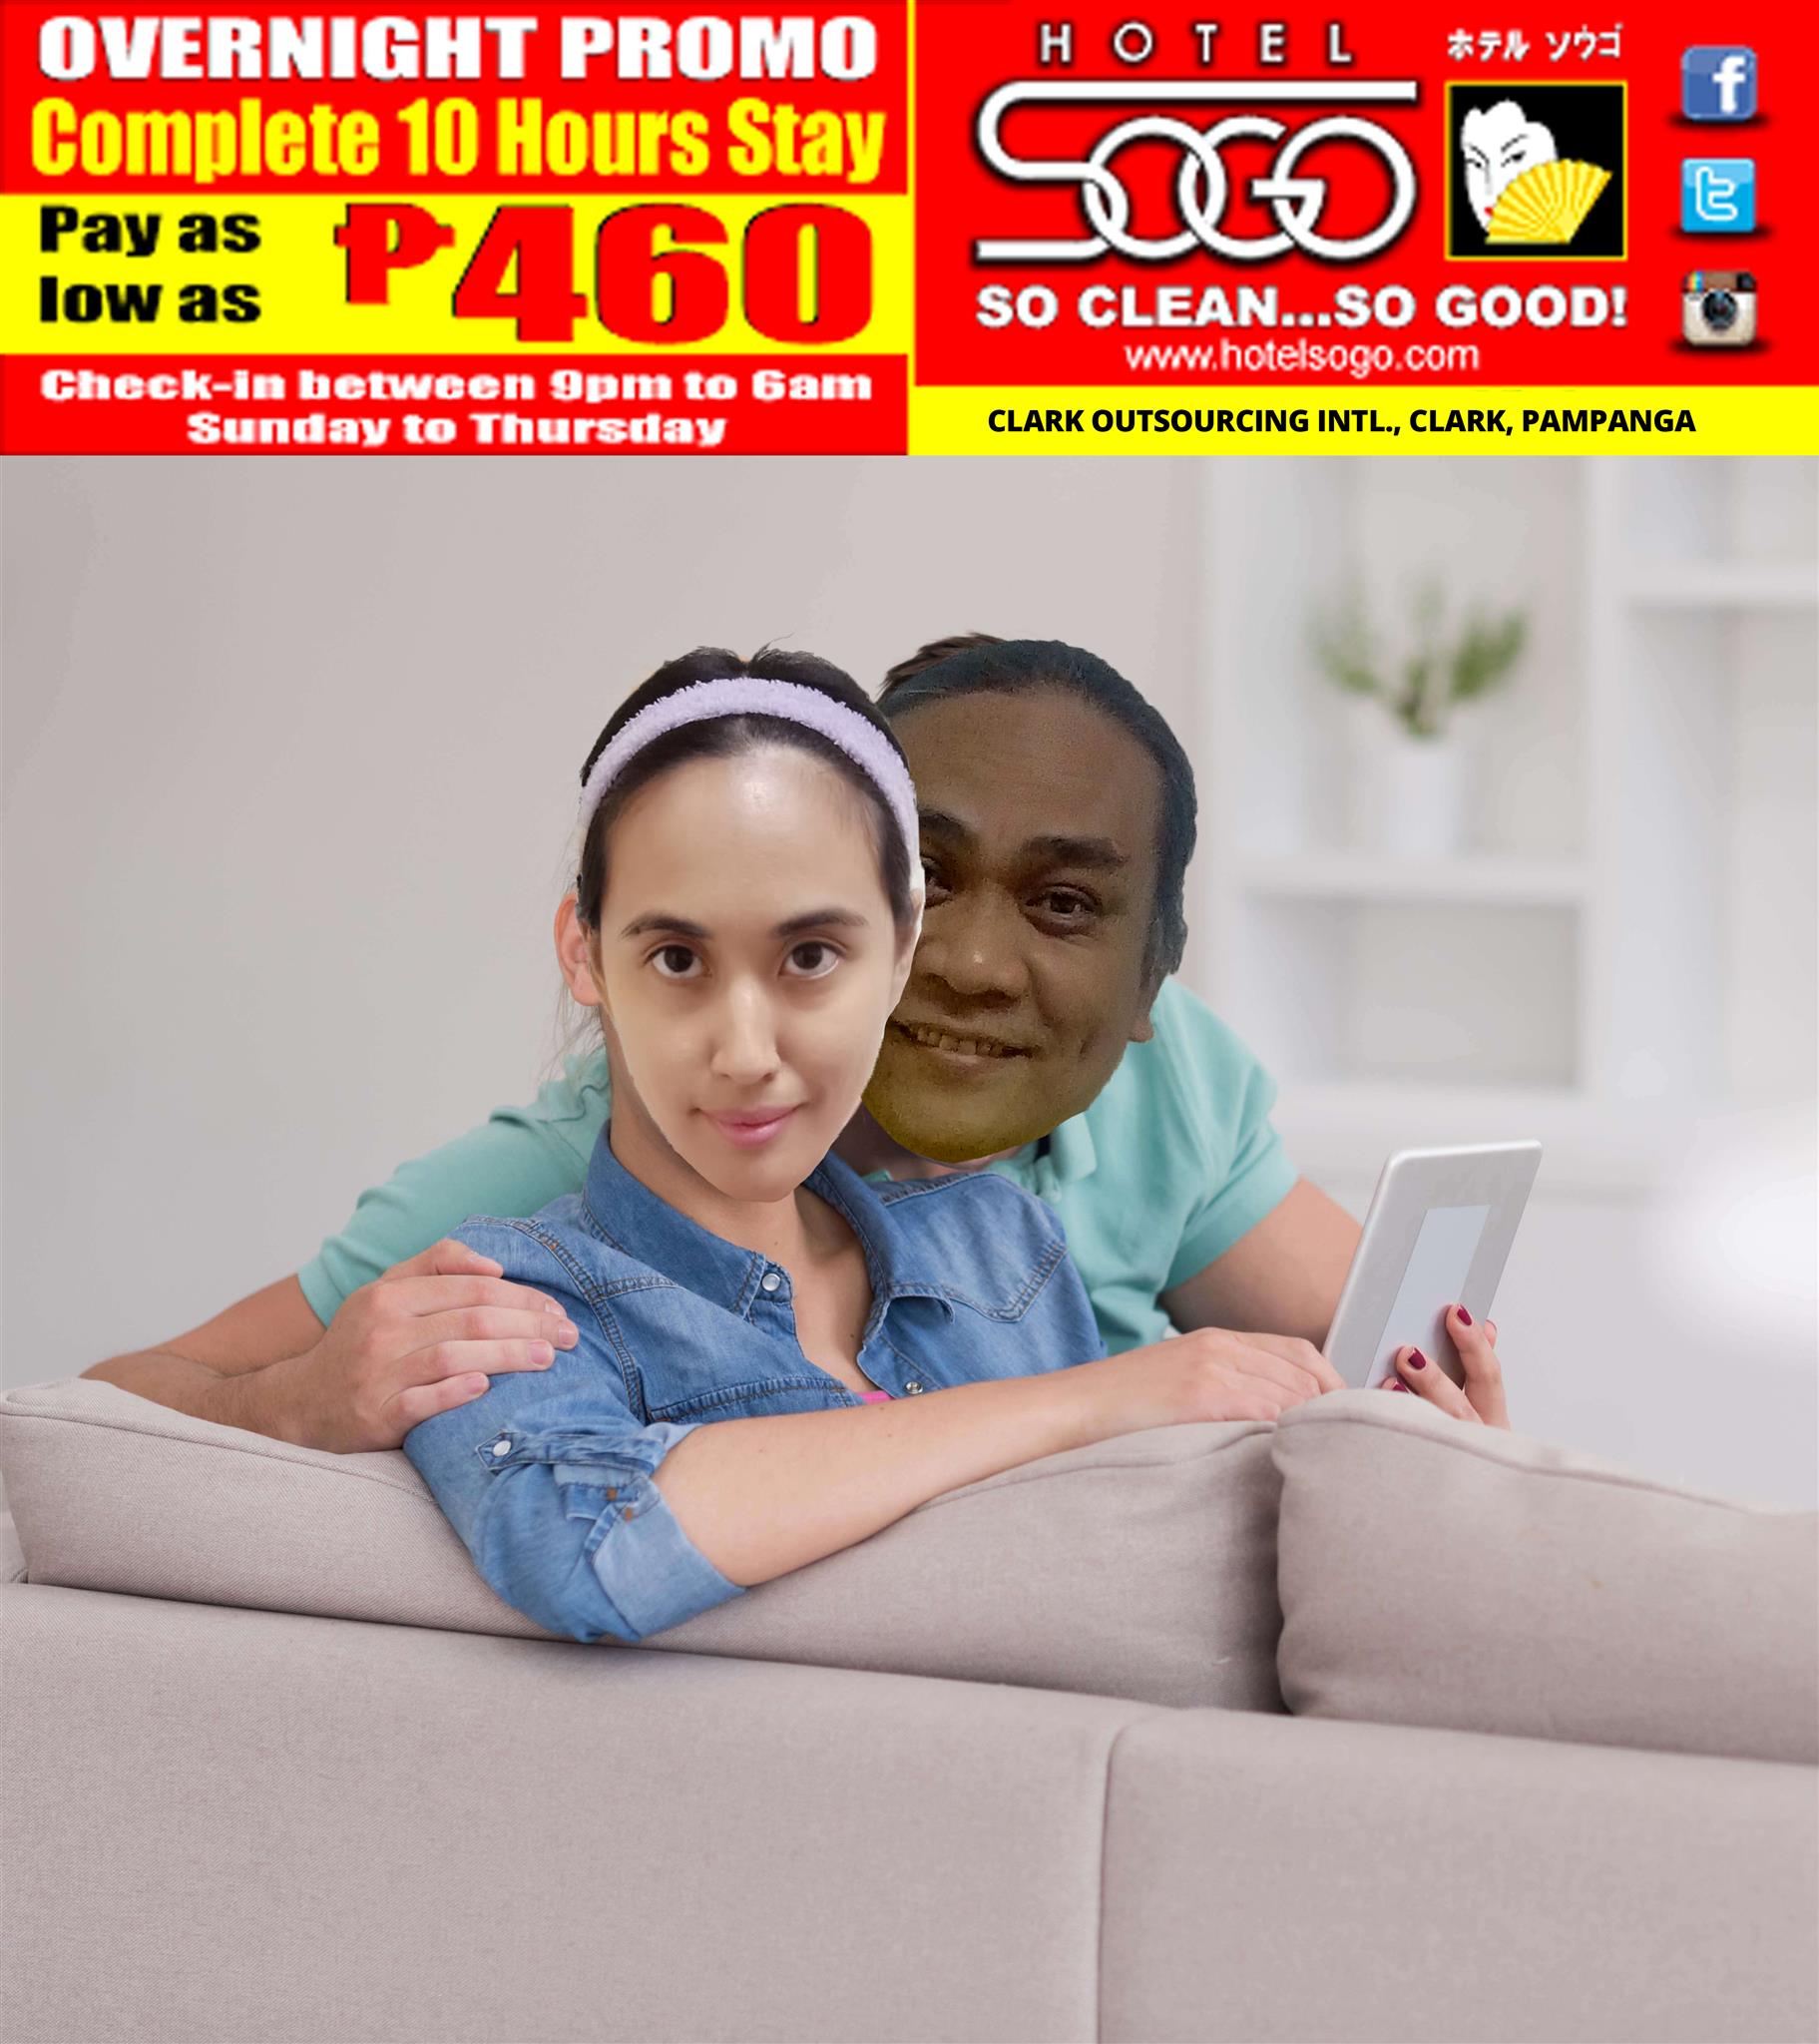 OVERNIGHT PROMO
Complete 10 Hours Stay
Pay as
low as
₱460
Check-in between 9pm to 6am
Sunday to Thursday
HOTEL
ホテル ソウゴ
SOGO
SO CLEAN...SO GOOD!
www.hotelsogo.com
CLARK OUTSOURCING INTL., CLARK, PAMPANGA
f
t